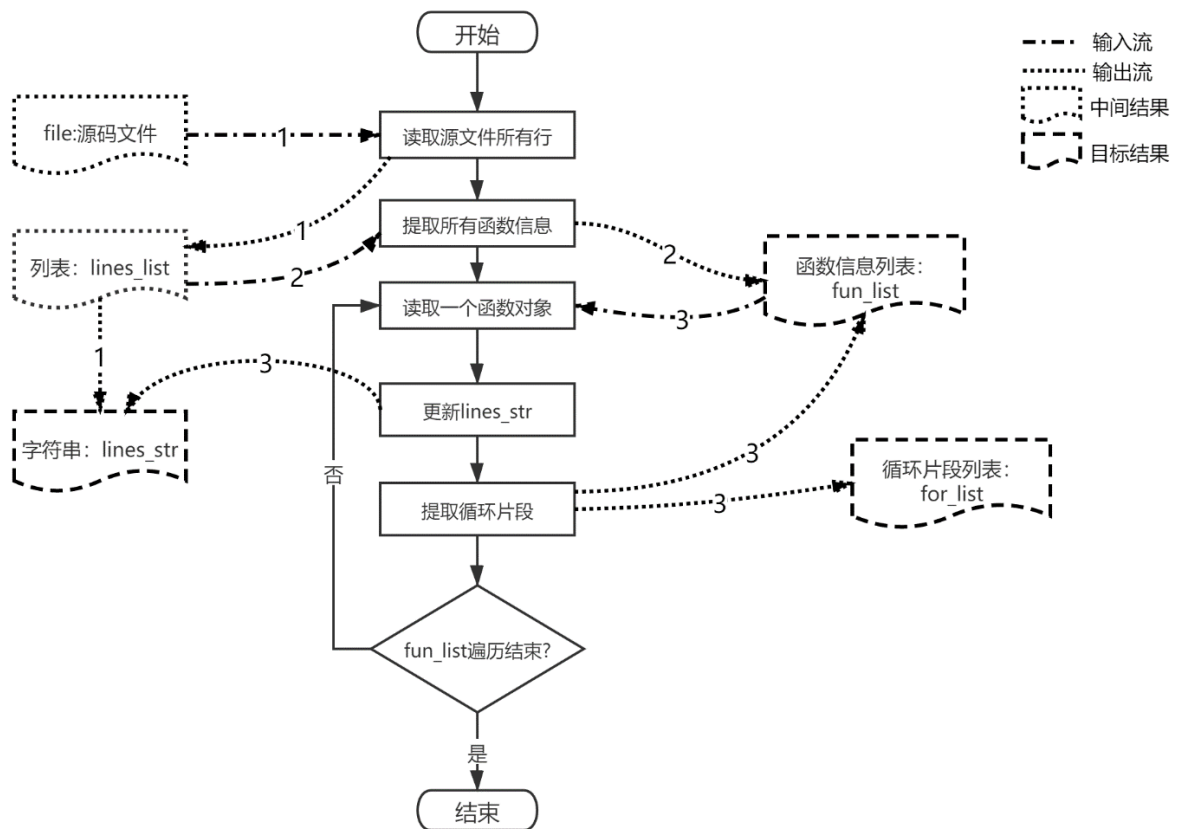 开始
输入流
输出流
中间结果
目标结果
file:源码文件
1
读取源文件所有行
1
提取所有函数信息
列表：lines_list
2
2
函数信息列表：
fun_list
读取一个函数对象
3
1
3
更新lines_str
字符串：lines_str
否
3
循环片段列表：
for_list
提取循环片段
3
fun_list遍历结束?
是
结束